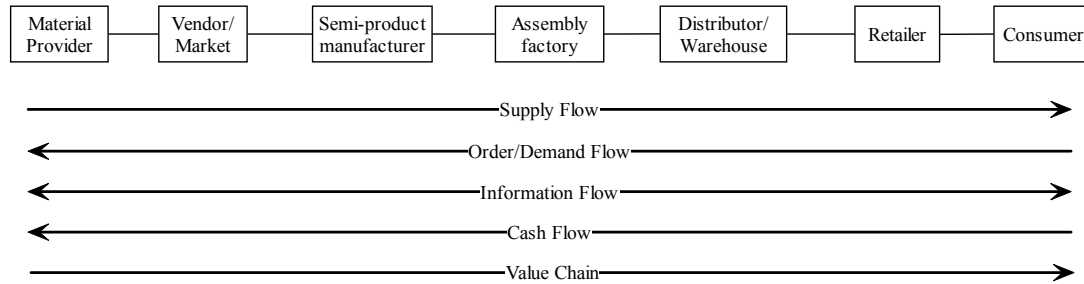 Material
Provider
Vendor/
Market
Semi-product
manufacturer
Assembly
factory
Distributor/
Warehouse
Retailer
Consumer
Supply Flow
Order/Demand Flow
Information Flow
Cash Flow
Value Chain